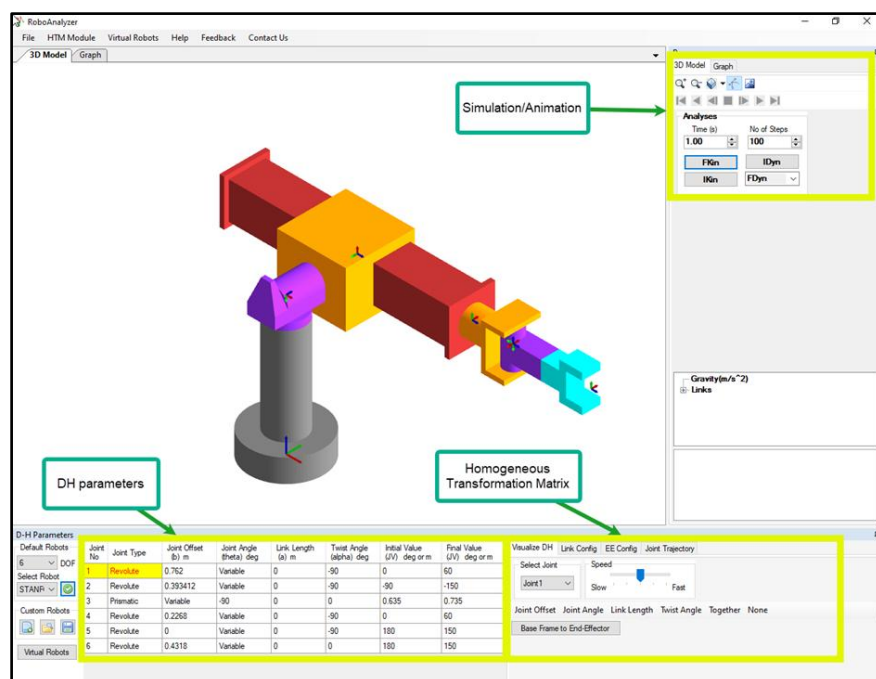 RoboAnalyzer
File HTM Module Virtual Robots Help Feedback Contact Us
3D Model Graph
3D Model Graph
Simulation/Animation
Analyses
Time (s) No of Steps
1.00 100
FKin IDyn
IKin FDyn
Gravity(m/s^2)
Links
DH parameters
Homogeneous
Transformation Matrix
D-H Parameters
Default Robots
6 DOF
Select Robot
Custom Robots
Virtual Robots
Joint No Joint Type Joint Offset (b) m Joint Angle (theta) deg Link Length (a) m Twist Angle (alpha) deg Initial Value (JV) deg or m Final Value (JV) deg or m
1 Revolute 0.762 Variable 0 -90 0 60
2 Revolute 0.393412 Variable 0 -90 -90 -150
3 Prismatic Variable -90 0 0 0.635 0.735
4 Revolute 0.2268 Variable 0 -90 0 60
5 Revolute 0 Variable 0 -90 180 150
6 Revolute 0.4318 Variable 0 0 180 150
Visualize DH Link Config EE Config Joint Trajectory
Select Joint Speed
Joint1 Slow Fast
Joint Offset Joint Angle Link Length Twist Angle Together None
Base Frame to End-Effector